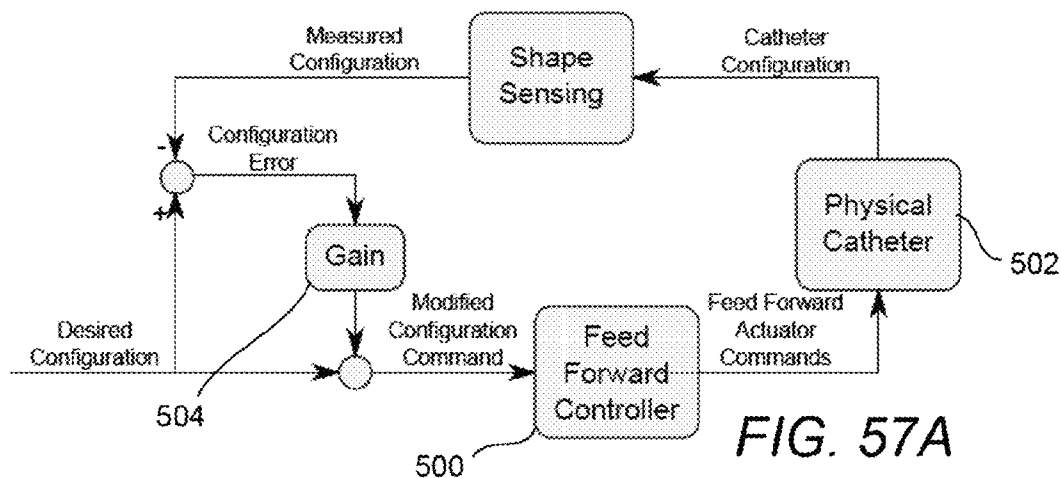 Measured
Configuration
Shape
Sensing
Catheter
Configuration
-
Configuration
Error
+
Physical
Catheter
502
Gain
Desired
Configuration
504
Modified
Configuration
Command
Feed
Forward
Controller
500
Feed Forward
Actuator
Commands
FIG. 57A